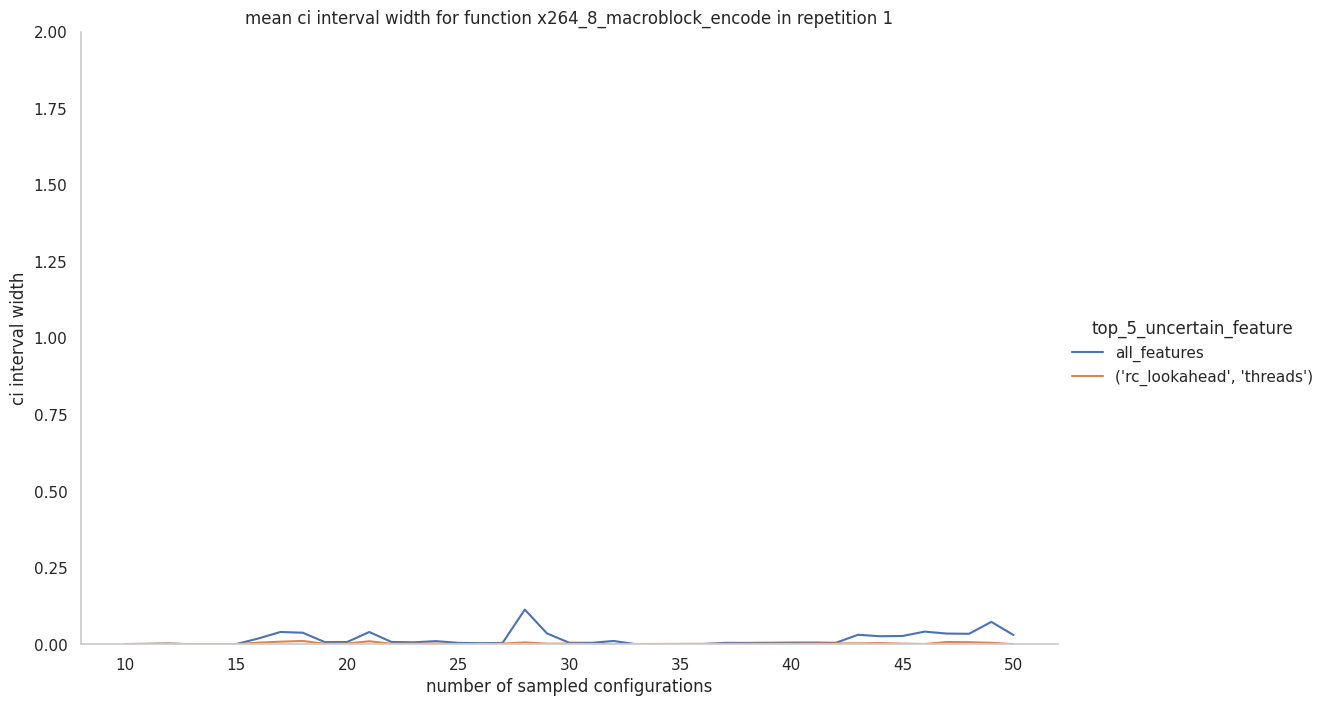 mean ci interval width for function x264_8_macroblock_encode in repetition 1
2.00
1.75
1.50
1.25
1.00
0.75
0.50
0.25
0.00
ci interval width
10 15 20 25 30 35 40 45 50
number of sampled configurations
top_5_uncertain_feature
all_features
('rc_lookahead', 'threads')